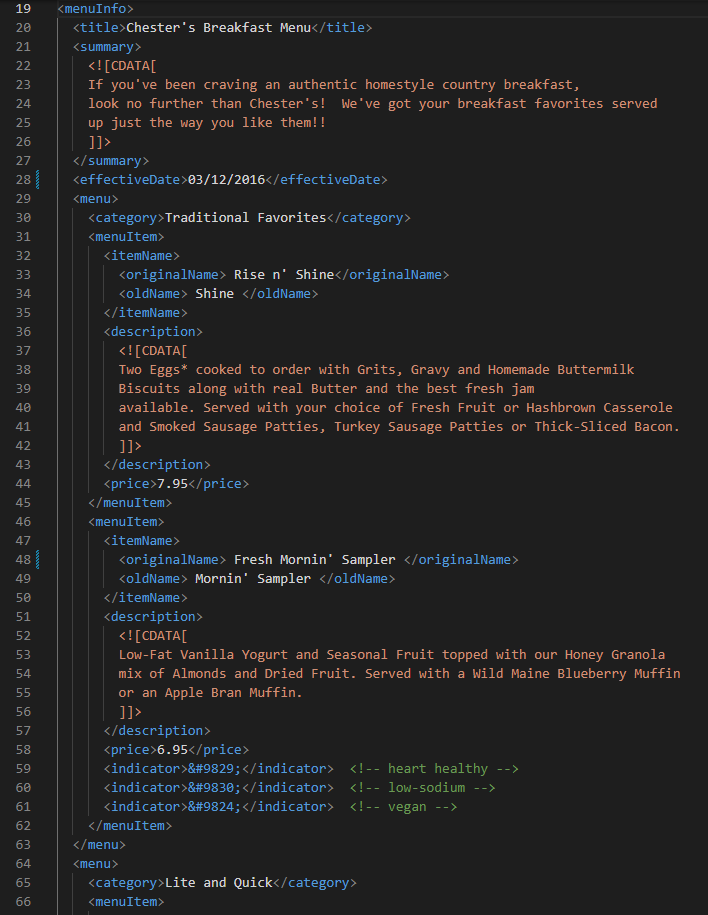 19 <menuInfo>
20 <title>Chester's Breakfast Menu</title>
21 <summary>
22 <![CDATA[
23 If you've been craving an authentic homestyle country breakfast,
24 look no further than Chester's!  We've got your breakfast favorites served
25 up just the way you like them!!
26 ]]>
27 </summary>
28 <effectiveDate>03/12/2016</effectiveDate>
29 <menu>
30 <category>Traditional Favorites</category>
31 <menuItem>
32 <itemName>
33 <originalName> Rise n' Shine</originalName>
34 <oldName> Shine </oldName>
35 </itemName>
36 <description>
37 <![CDATA[
38 Two Eggs* cooked to order with Grits, Gravy and Homemade Buttermilk
39 Biscuits along with real Butter and the best fresh jam
40 available. Served with your choice of Fresh Fruit or Hashbrown Casserole
41 and Smoked Sausage Patties, Turkey Sausage Patties or Thick-Sliced Bacon.
42 ]]>
43 </description>
44 <price>7.95</price>
45 </menuItem>
46 <menuItem>
47 <itemName>
48 <originalName> Fresh Mornin' Sampler </originalName>
49 <oldName> Mornin' Sampler </oldName>
50 </itemName>
51 <description>
52 <![CDATA[
53 Low-Fat Vanilla Yogurt and Seasonal Fruit topped with our Honey Granola
54 mix of Almonds and Dried Fruit. Served with a Wild Maine Blueberry Muffin
55 or an Apple Bran Muffin.
56 ]]>
57 </description>
58 <price>6.95</price>
59 <indicator>&#9829;</indicator>  <!-- heart healthy -->
60 <indicator>&#9830;</indicator>  <!-- low-sodium -->
61 <indicator>&#9824;</indicator>  <!-- vegan -->
62 </menuItem>
63 </menu>
64 <menu>
65 <category>Lite and Quick</category>
66 <menuItem>